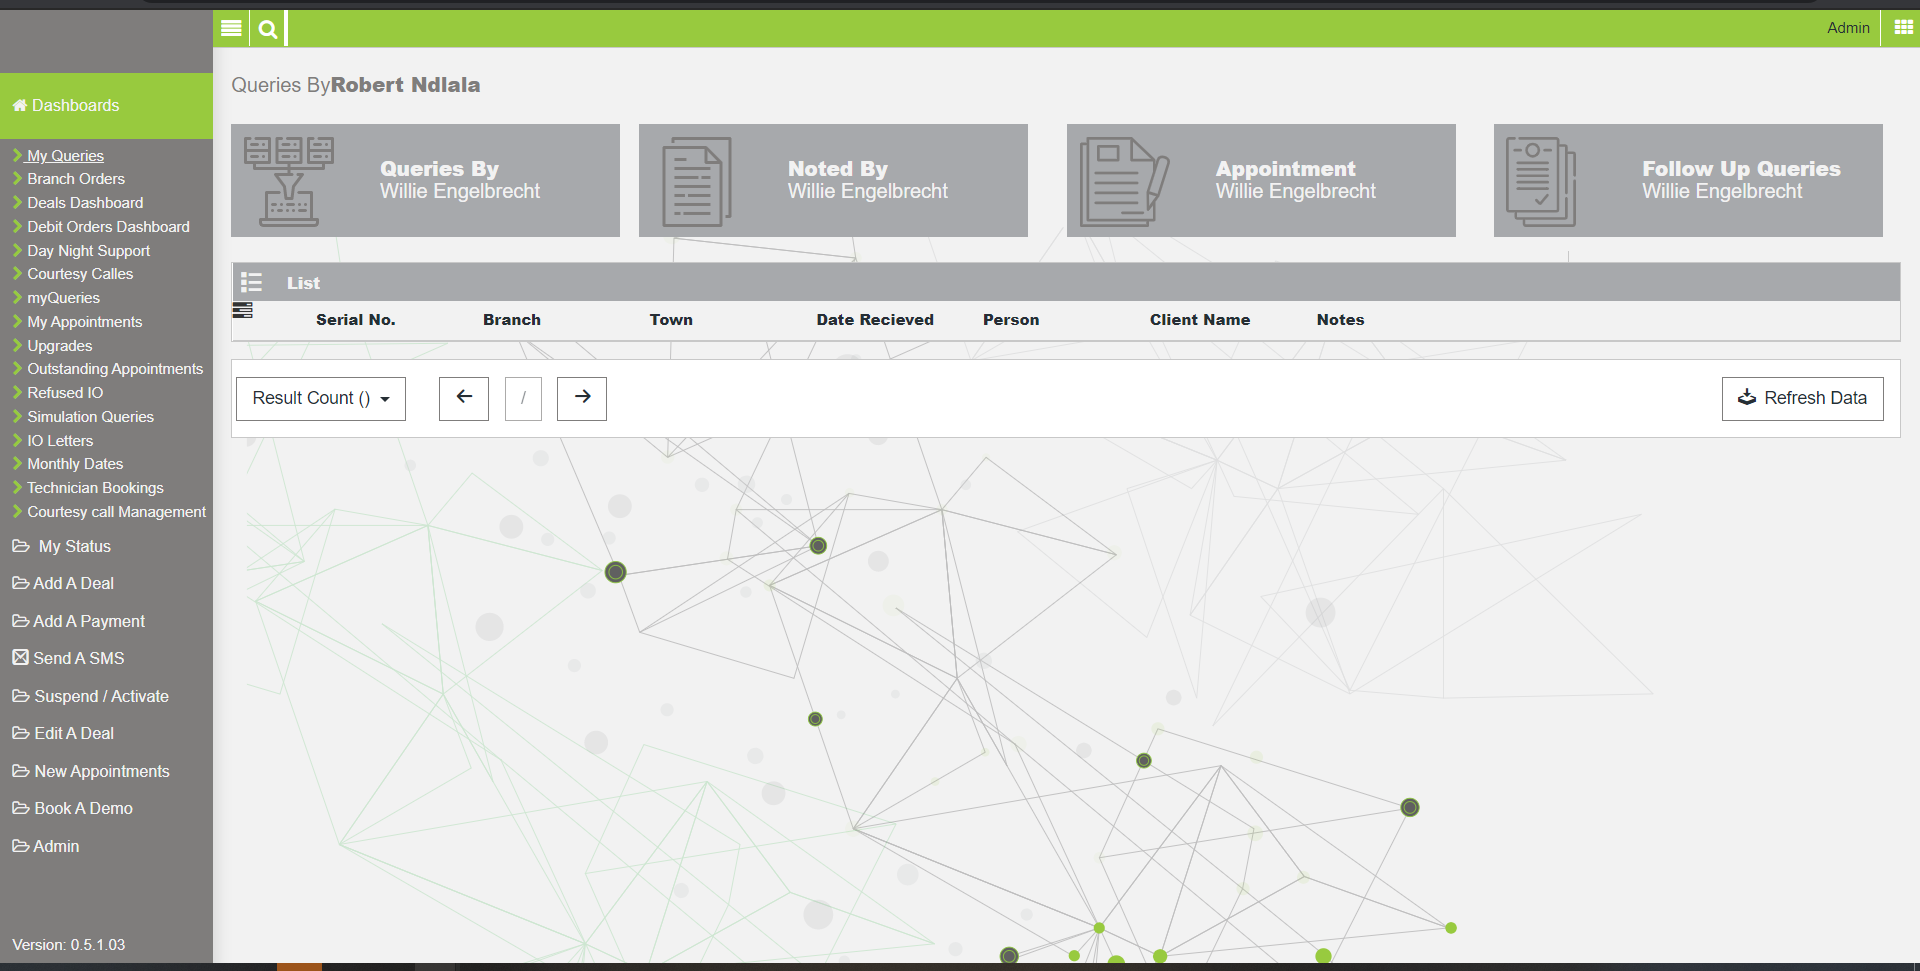 Admin
Dashboards
My Queries
Branch Orders
Deals Dashboard
Debit Orders Dashboard
Day Night Support
Courtesy Calles
myQueries
My Appointments
Upgrades
Outstanding Appointments
Refused IO
Simulation Queries
IO Letters
Monthly Dates
Technician Bookings
Courtesy call Management
My Status
Add A Deal
Add A Payment
Send A SMS
Suspend / Activate
Edit A Deal
New Appointments
Book A Demo
Admin
Version: 0.5.1.03
Queries ByRobert Ndlala
Queries By
Willie Engelbrecht
Noted By
Willie Engelbrecht
Appointment
Willie Engelbrecht
Follow Up Queries
Willie Engelbrecht
List
Serial No. Branch Town Date Recieved Person Client Name Notes
Result Count () / Refresh Data